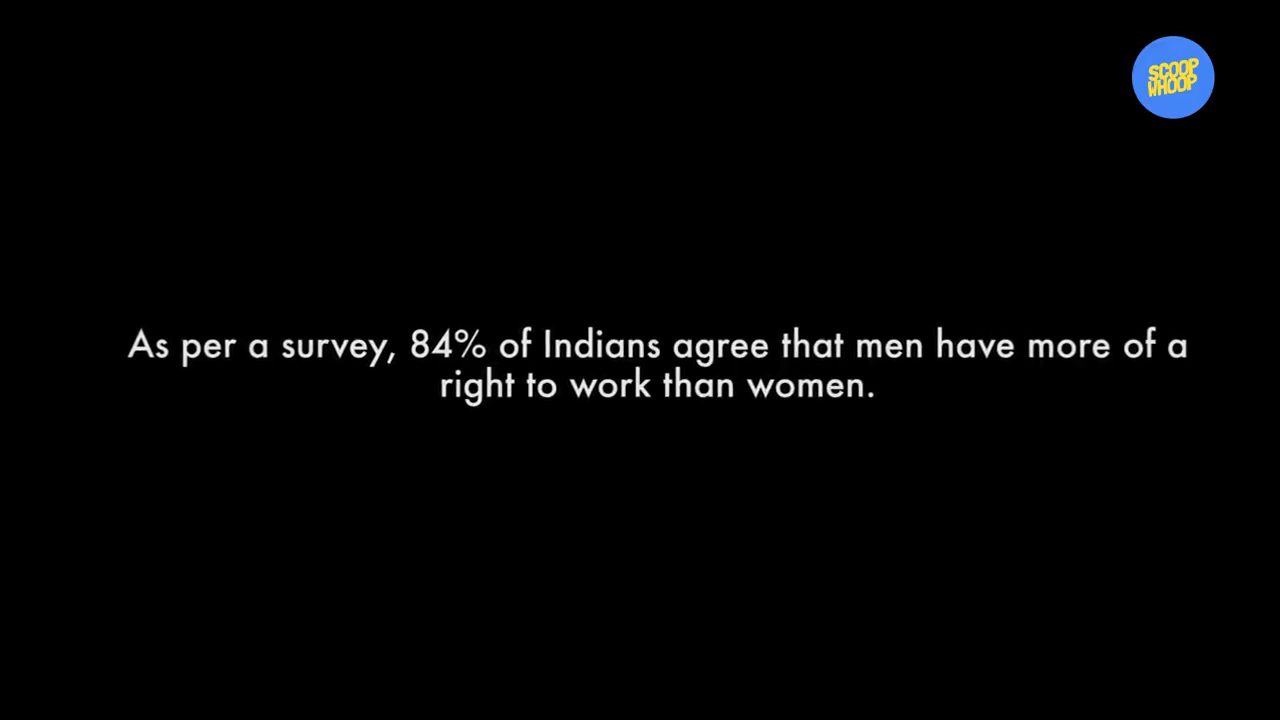 SCOOP
WHOOP
As per a survey, 84% of Indians agree that men have more of a
right to work than women.